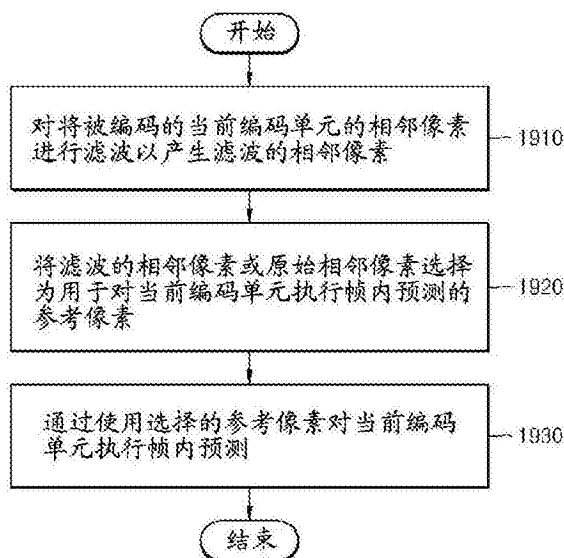 开始
对将被编码的当前编码单元的相邻像素
进行滤波以产生滤波的相邻像素
1910
将滤波的相邻像素或原始相邻像素选择
为用于对当前编码单元执行帧内预测的
参考像素
1920
通过使用选择的参考像素对当前编码
单元执行帧内预测
1930
结束